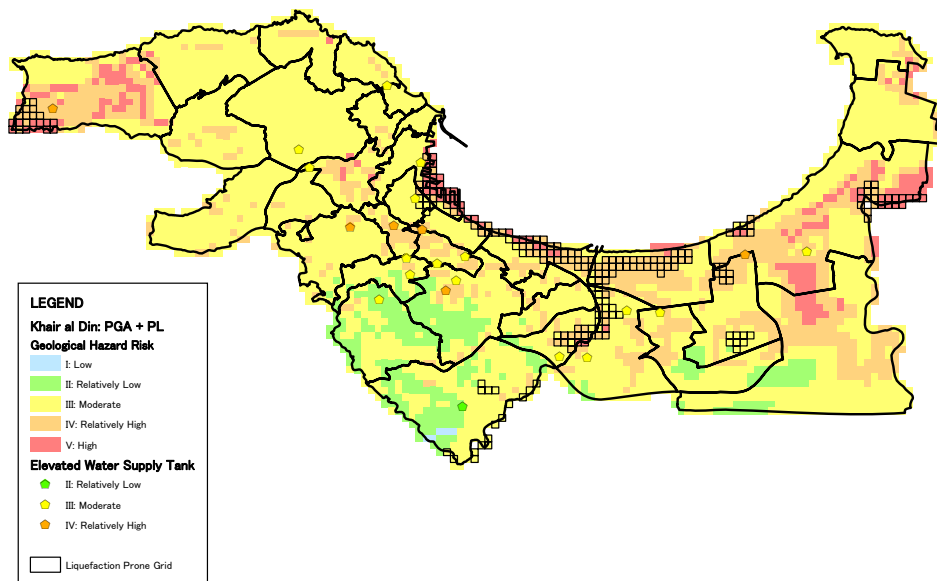 LEGEND
Khair al Din: PGA + PL
Geological Hazard Risk
I: Low
II: Relatively Low
III: Moderate
IV: Relatively High
V: High
Elevated Water Supply Tank
II: Relatively Low
III: Moderate
IV: Relatively High
Liquefaction Prone Grid